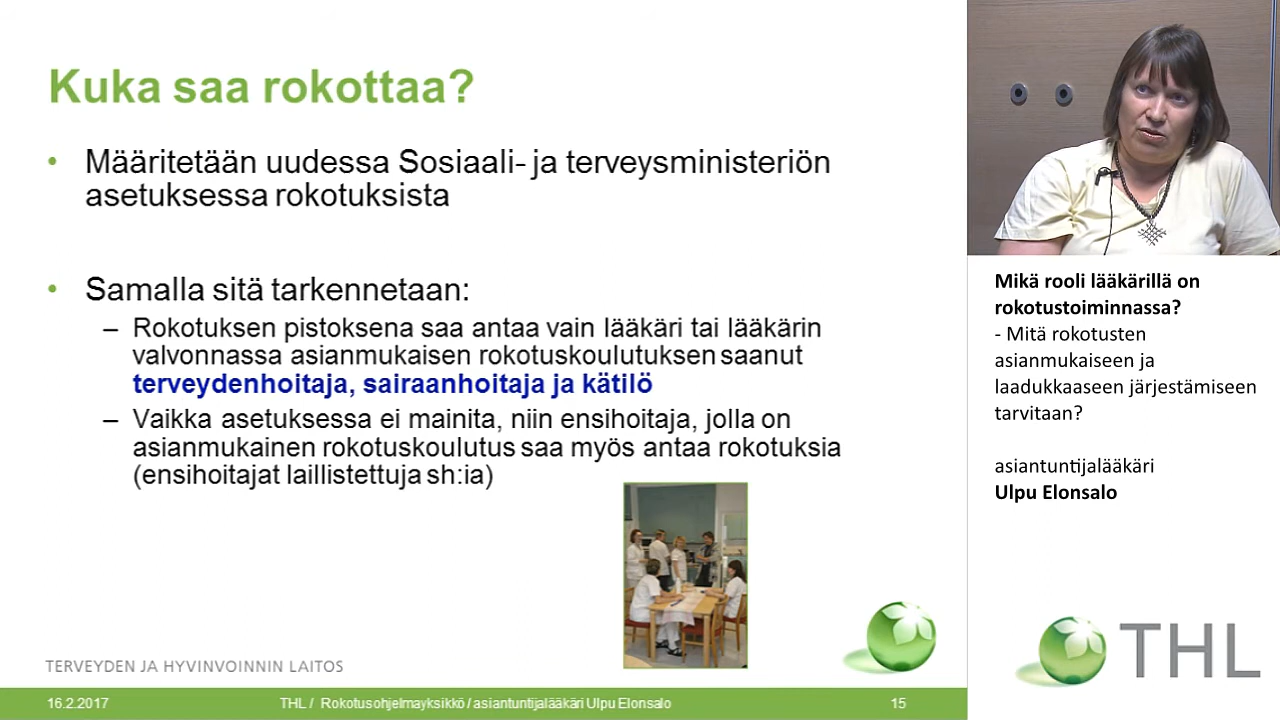 Kuka saa rokottaa?
• Määritetään uudessa Sosiaali- ja terveysministeriön
asetuksessa rokotuksista
• Samalla sitä tarkennetaan:
– Rokotuksen pistoksena saa antaa vain lääkäri tai lääkärin
valvonnassa asianmukaisen rokotuskoulutuksen saanut
terveydenhoitaja, sairaanhoitaja ja kätilö
– Vaikka asetuksessa ei mainita, niin ensihoitaja, jolla on
asianmukainen rokotuskoulutus saa myös antaa rokotuksia
(ensihoitajat laillistettuja sh:ia)
TERVEYDEN JA HYVINVOINNIN LAITOS
16.2.2017
THL / Rokotusohjelmayksikkö / asiantuntijalääkäri Ulpu Elonsalo
15
Mikä rooli lääkärillä on
rokotustoiminnassa?
- Mitä rokotusten
asianmukaiseen ja
laadukkaaseen järjestämiseen
tarvitaan?
asiantuntijalääkäri
Ulpu Elonsalo
THL